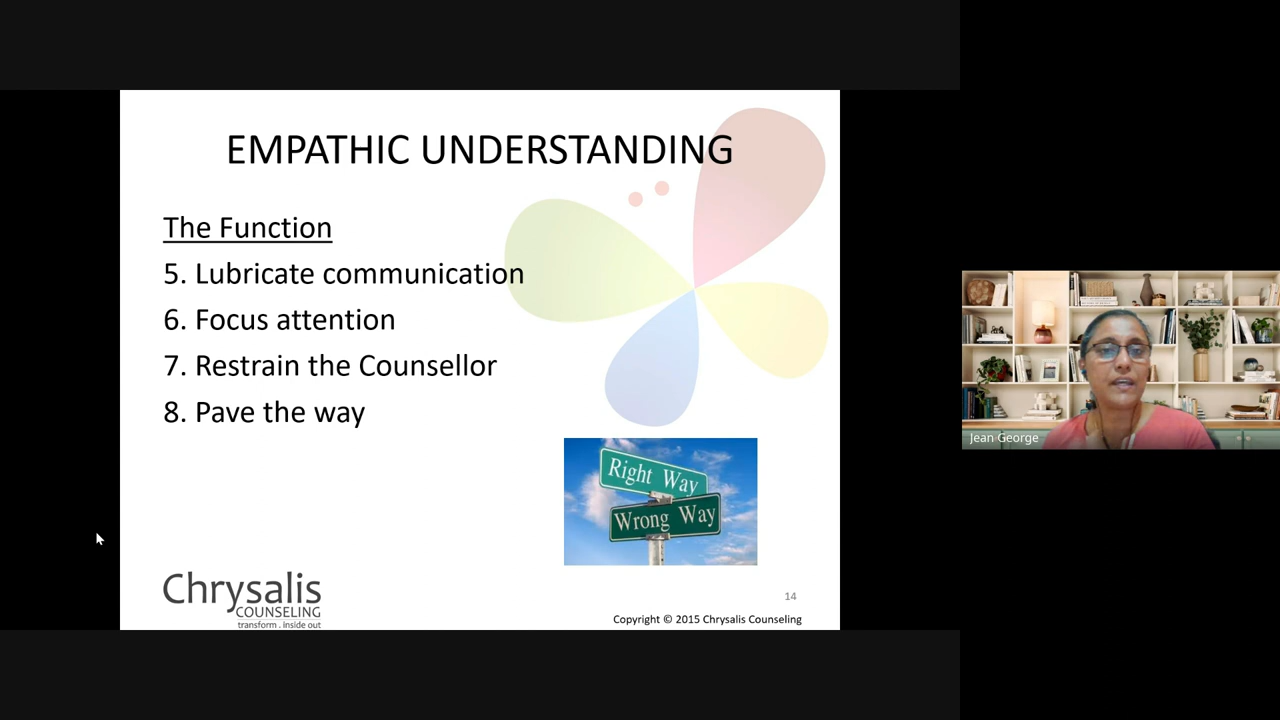 EMPATHIC UNDERSTANDING
The Function
5. Lubricate communication
6. Focus attention
7. Restrain the Counsellor
8. Pave the way
Right Way
Wrong Way
Jean George
Chrysalis
COUNSELING
transform . inside out
14
Copyright © 2015 Chrysalis Counseling